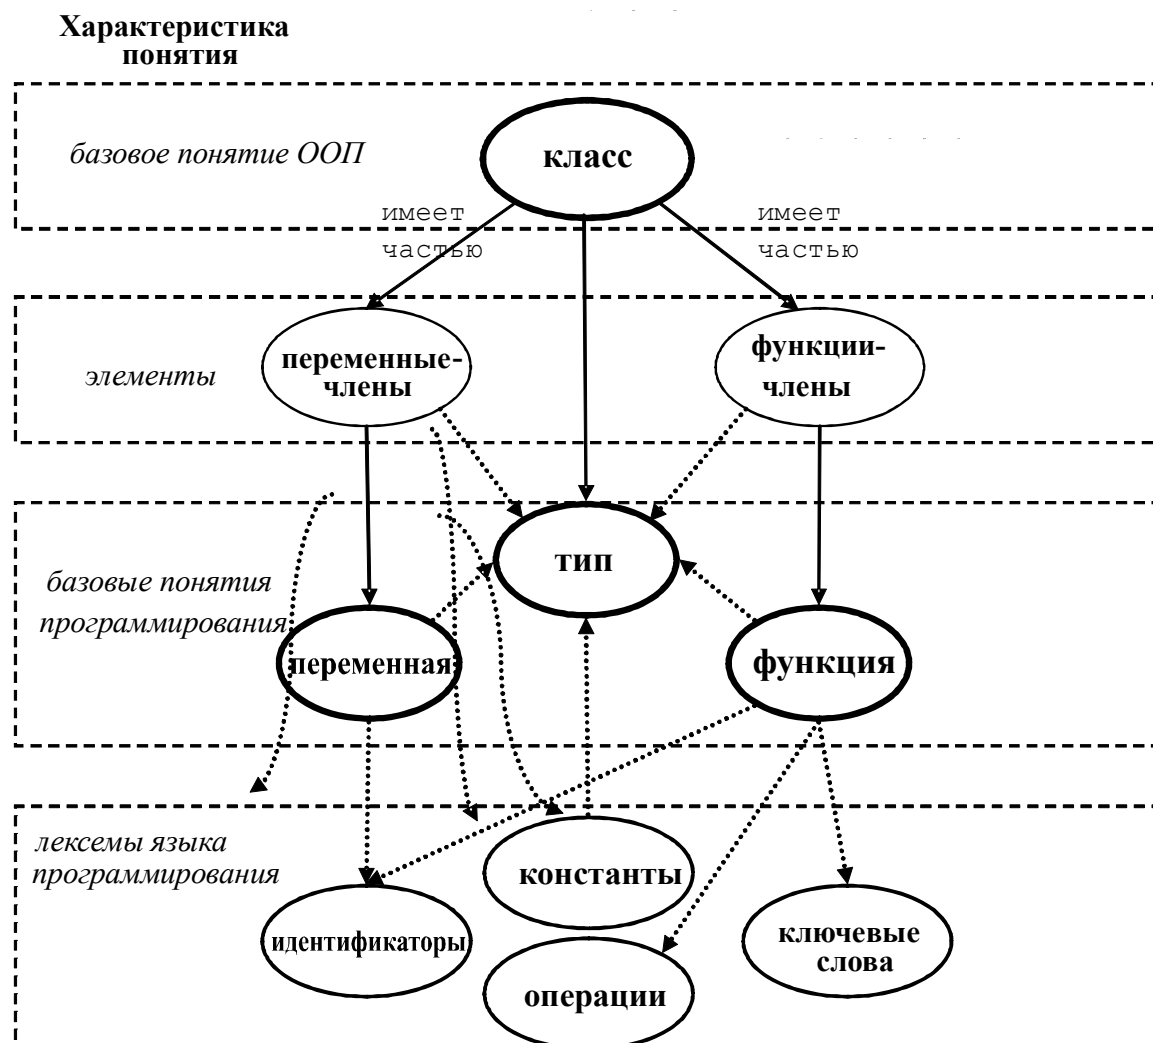 Характеристика
понятия
базовое понятие ООП
класс
имеет
частью
имеет
частью
элементы
переменные-
члены
функции-
члены
базовые понятия
программирования
тип
переменная
функция
лексемы языка
программирования
константы
идентификаторы
ключевые
слова
операции